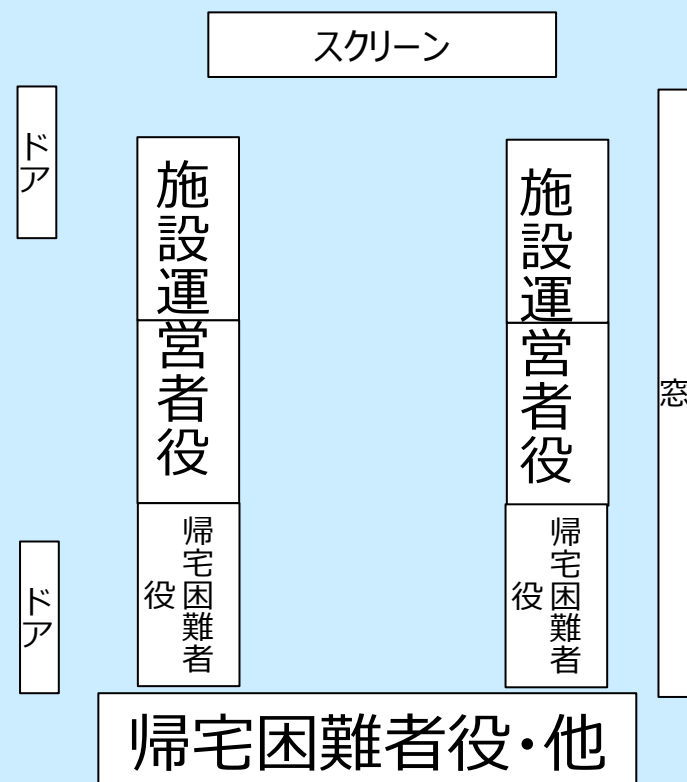 スクリーン
ドア
施設運営者役
施設運営者役
窓
帰宅困難者
役
帰宅困難者
役
ドア
帰宅困難者役・他